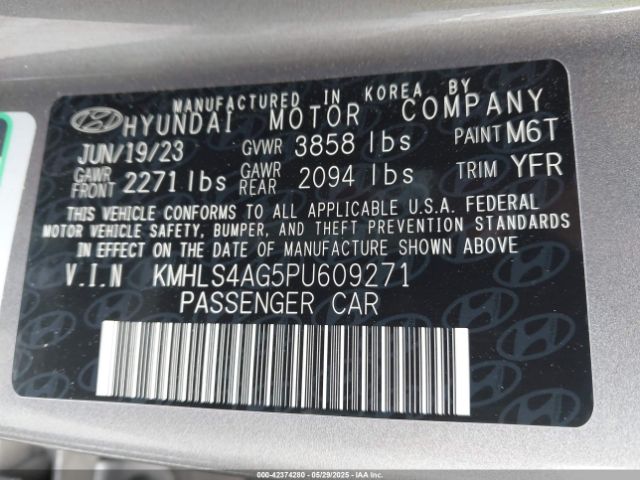 MANUFACTURED IN KOREA BY
HYUNDAI MOTOR COMPANY
JUN/19/23 GVWR 3858 lbs PAINT M6T
GAWR FRONT 2271 lbs GAWR REAR 2094 lbs TRIM YFR
THIS VEHICLE CONFORMS TO ALL APPLICABLE U.S.A. FEDERAL
MOTOR VEHICLE SAFETY, BUMPER, AND THEFT PREVENTION STANDARDS
IN EFFECT ON THE DATE OF MANUFACTURE SHOWN ABOVE.
V.I.N KMHLS4AG5PU609271
PASSENGER CAR
000-42374280 - 05/29/2025 - IAAI.COM